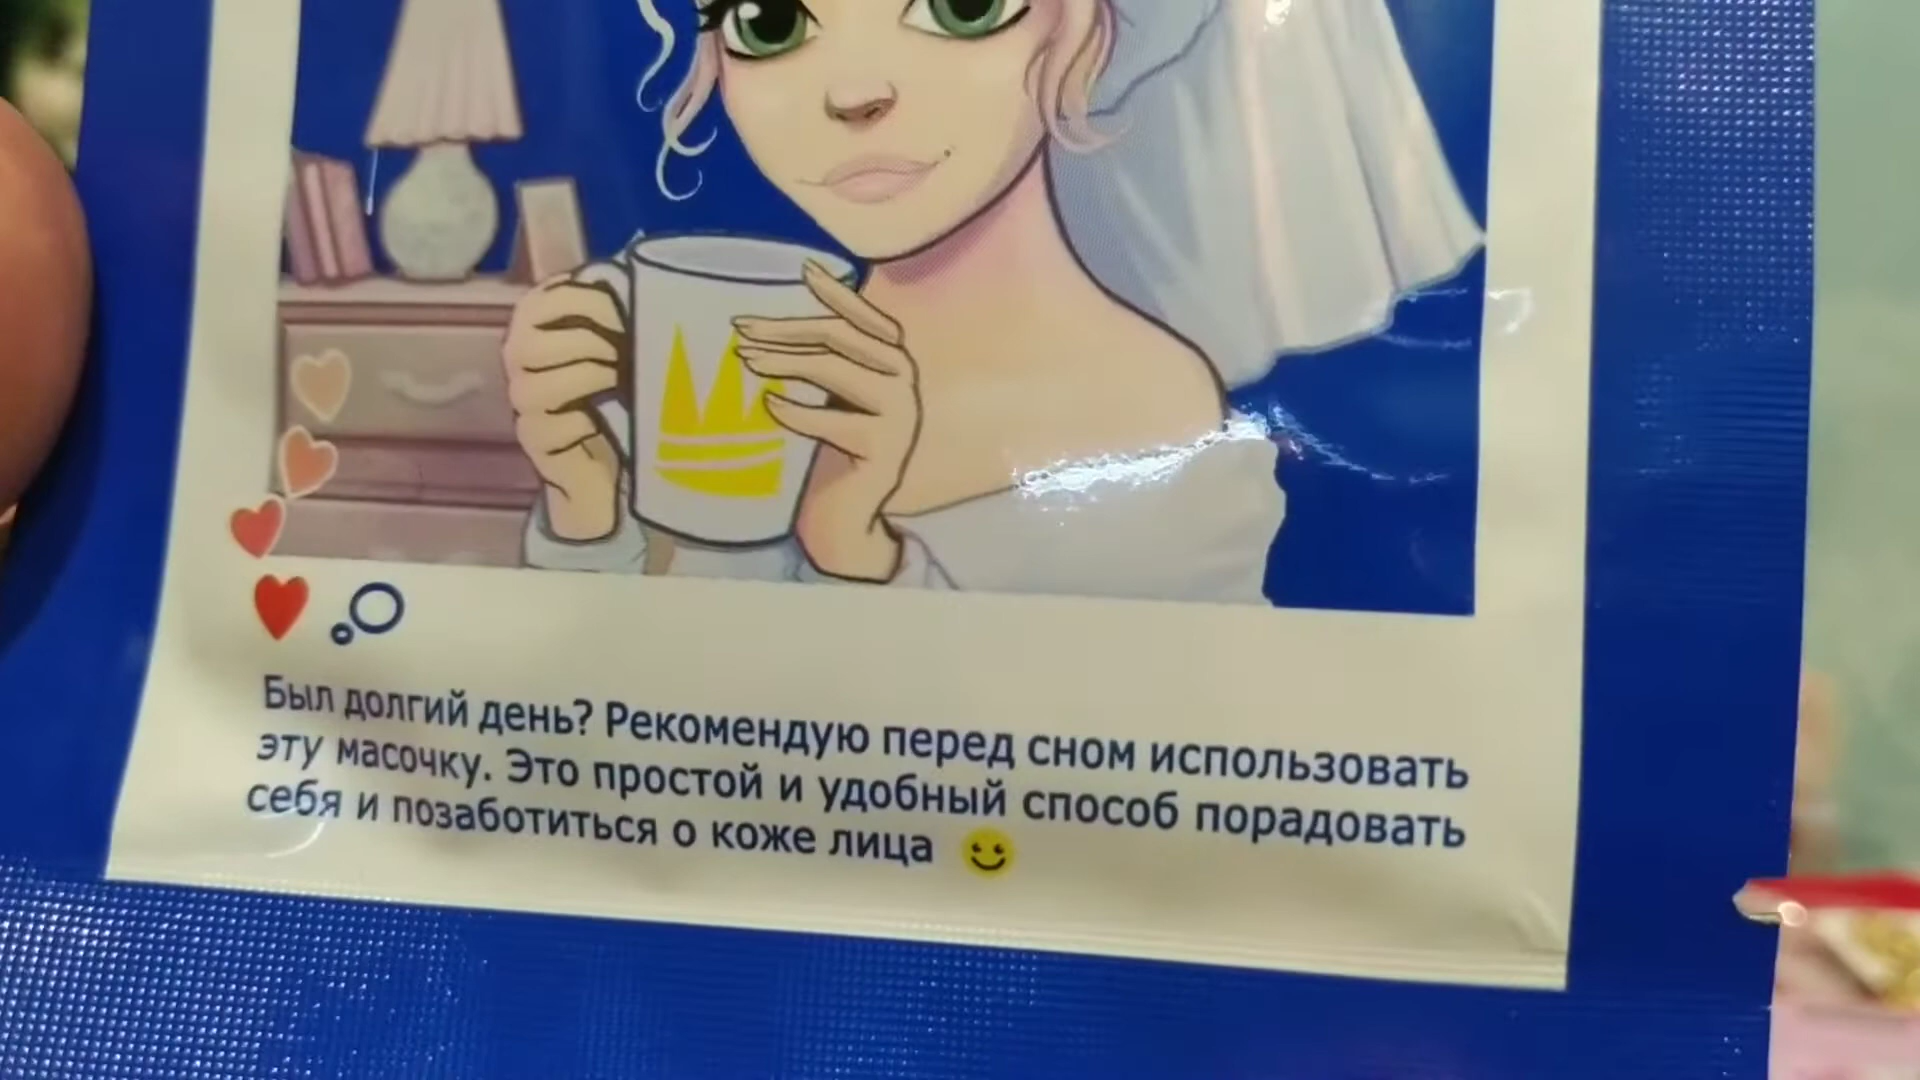 Был долгий день? Рекомендую перед сном использовать
эту масочку. Это простой и удобный способ порадовать
себя и позаботиться о коже лица